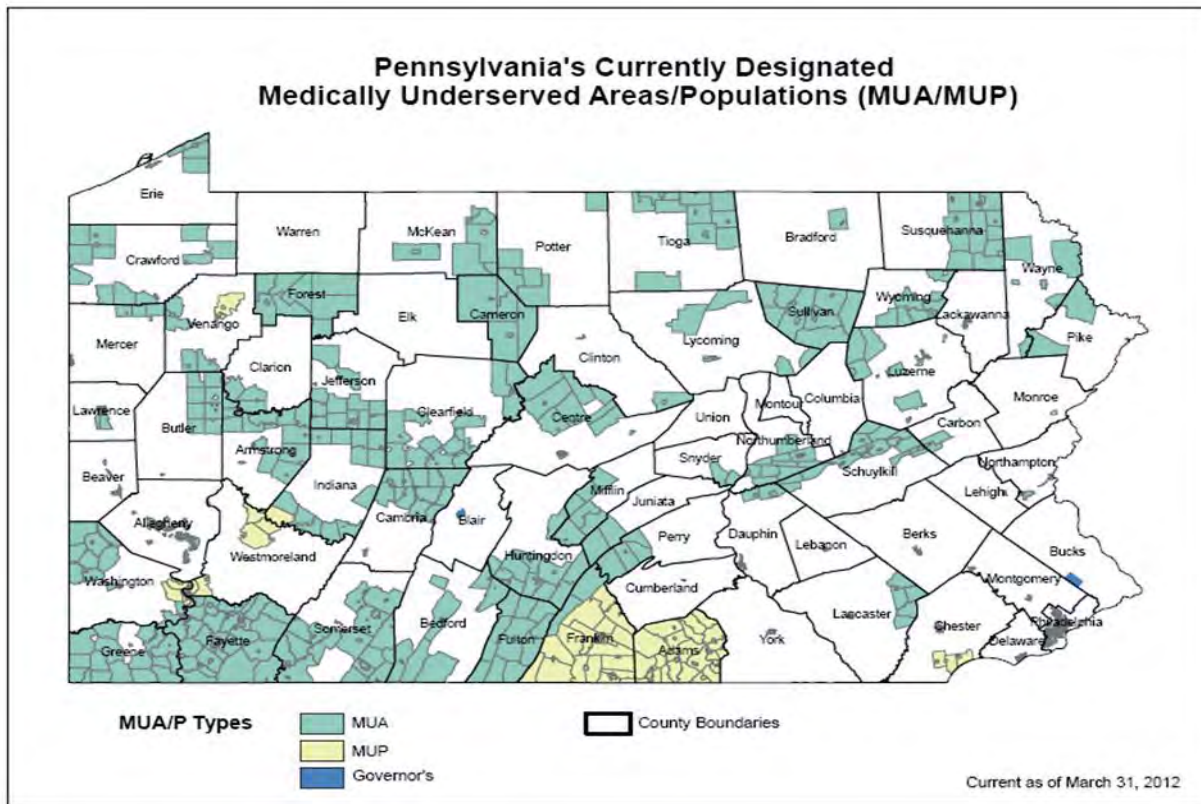 Pennsylvania's Currently Designated
Medically Underserved Areas/Populations (MUA/MUP)
Erie
Warren
McKean
Potter
Tioga
Bradford
Susquehanna
Crawford
Wayne
Forest
Wyoming
Venango
Elk
Cameron
Sullivan
Lackawanna
Mercer
Lycoming
Pike
Clarion
Clinton
Jefferson
Luzerne
Lawrence
Clearfield
Centre
Union
Montour
Columbia
Monroe
Butler
Carbon
Armstrong
Northumberland
Snyder
Northampton
Beaver
Indiana
Schuylkill
Mifflin
Lehigh
Juniata
Allegheny
Cambria
Blair
Perry
Dauphin
Lebanon
Berks
Bucks
Westmoreland
Huntingdon
Washington
Cumberland
Montgomery
Lancaster
Fayette
Somerset
Bedford
Fulton
Franklin
Adams
York
Chester
Philadelphia
Delaware
Greene
MUA/P Types
MUA
MUP
Governor's
County Boundaries
Current as of March 31, 2012